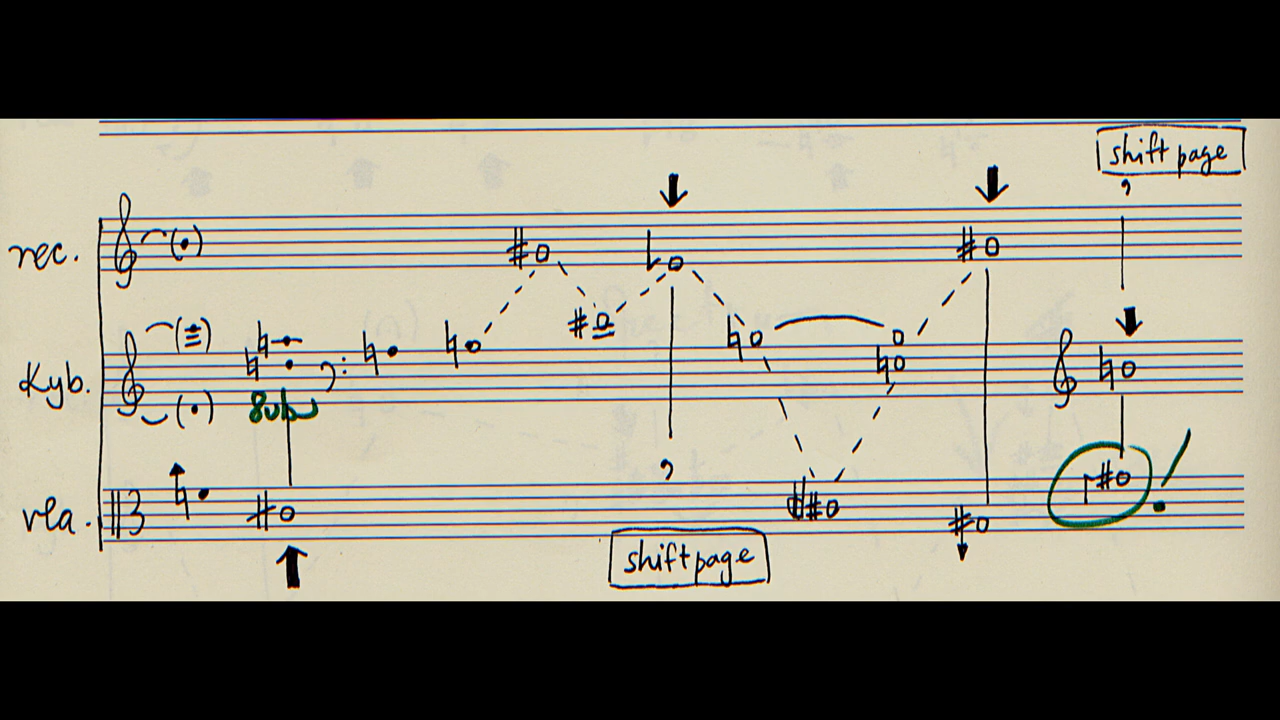 shift page
rec.
Kyb.
8vb
vla.
shift page